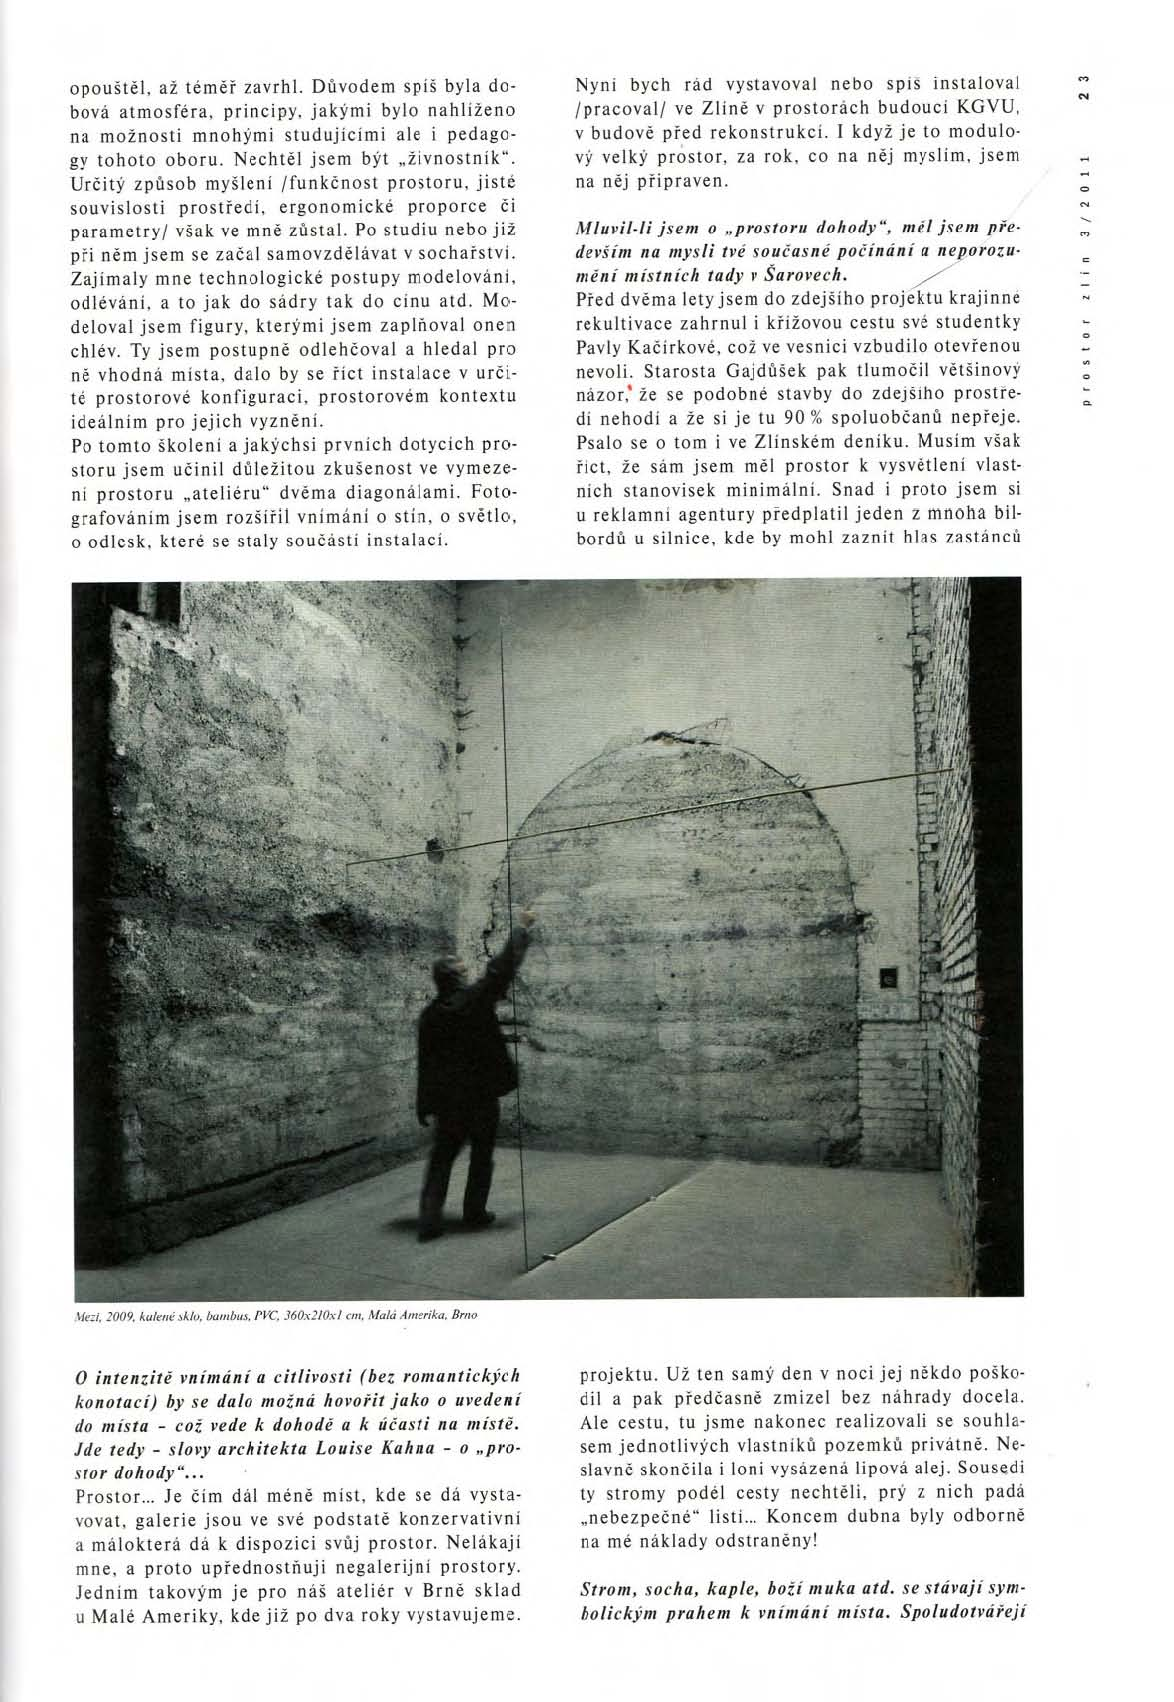 opouštěl, až téměř zavrhl. Důvodem spíš byla do-
bová atmosféra, principy, jakými bylo nahlíženo
na možnosti mnohými studujícími ale i pedago-
gy tohoto oboru. Nechtěl jsem být „živnostník“.
Určitý způsob myšlení /funkčnost prostoru, jisté
souvislosti prostředí, ergonomické proporce či
parametry/ však ve mně zůstal. Po studiu nebo již
při něm jsem se začal samovzdělávat v sochařství.
Zajímaly mne technologické postupy modelování,
odlévání, a to jak do sádry tak do cínu atd. Mo-
deloval jsem figury, kterými jsem zaplňoval onen
chlév. Ty jsem postupně odlehčoval a hledal pro
ně vhodná místa, dalo by se říct instalace v urči-
té prostorové konfiguraci, prostorovém kontextu
ideálním pro jejich vyznění.
Po tomto školení a jakýchsi prvních dotycích pro-
storu jsem učinil důležitou zkušenost ve vymeze-
ní prostoru „ateliéru“ dvěma diagonálami. Foto-
grafováním jsem rozšířil vnímání o stín, o světlo,
o odlesk, které se staly součástí instalací.
Nyní bych rád vystavoval nebo spíš instaloval
/pracoval/ ve Zlíně v prostorách budoucí KGVU,
v budově před rekonstrukcí. I když je to modulo-
vý velký prostor, za rok, co na něj myslím, jsem
na něj připraven.
Mluvil-li jsem o „prostoru dohody“, měl jsem pře-
devším na mysli tvé současné počínání a neporozu-
mění místních tady v Šarovech.
Před dvěma lety jsem do zdejšího projektu krajinné
rekultivace zahrnul i křížovou cestu své studentky
Pavly Kačírkové, což ve vesnici vzbudilo otevřenou
nevoli. Starosta Gajdůšek pak tlumočil většinový
názor, že se podobné stavby do zdejšího prostře-
dí nehodí a že si je tu 90 % spoluobčanů nepřeje.
Psalo se o tom i ve Zlínském deníku. Musím však
říct, že sám jsem měl prostor k vysvětlení vlast-
ních stanovisek minimální. Snad i proto jsem si
u reklamní agentury předplatil jeden z mnoha bil-
bordů u silnice, kde by mohl zaznít hlas zastánců
prostor zlín 3/2011 23
Mezi, 2009, kalené sklo, bambus, PVC, 360x210x1 cm, Malá Amerika, Brno
O intenzitě vnímání a citlivosti (bez romantických
konotací) by se dalo možná hovořit jako o uvedení
do místa – což vede k dohodě a k účasti na místě.
Jde tedy – slovy architekta Louise Kahna – o „pro-
stor dohody“...
Prostor... Je čím dál méně míst, kde se dá vysta-
vovat, galerie jsou ve své podstatě konzervativní
a málokterá dá k dispozici svůj prostor. Nelákají
mne, a proto upřednostňuji negalerijní prostory.
Jedním takovým je pro náš ateliér v Brně sklad
u Malé Ameriky, kde již po dva roky vystavujeme.
projektu. Už ten samý den v noci jej někdo poško-
dil a pak předčasně zmizel bez náhrady docela.
Ale cestu, tu jsme nakonec realizovali se souhla-
sem jednotlivých vlastníků pozemků privátně. Ne-
slavně skončila i loni vysázená lipová alej. Sousedi
ty stromy podél cesty nechtěli, prý z nich padá
„nebezpečné“ listí... Koncem dubna byly odborně
na mé náklady odstraněny!
Strom, socha, kaple, boží muka atd. se stávají sym-
bolickým prahem k vnímání místa. Spoludotvářejí